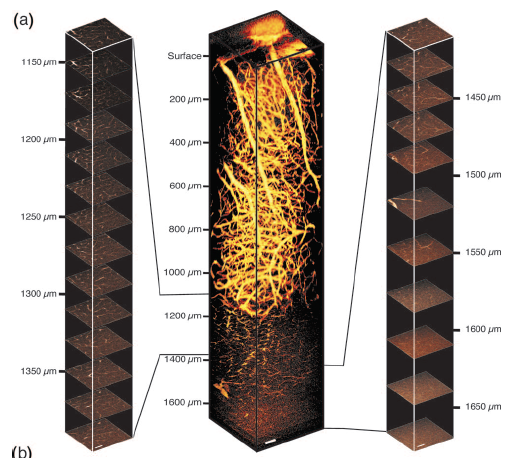 (a)
1150 µm
1200 µm
1250 µm
1300 µm
1350 µm
Surface
200 µm
400 µm
600 µm
800 µm
1000 µm
1200 µm
1400 µm
1600 µm
1450 µm
1500 µm
1550 µm
1600 µm
1650 µm
(b)